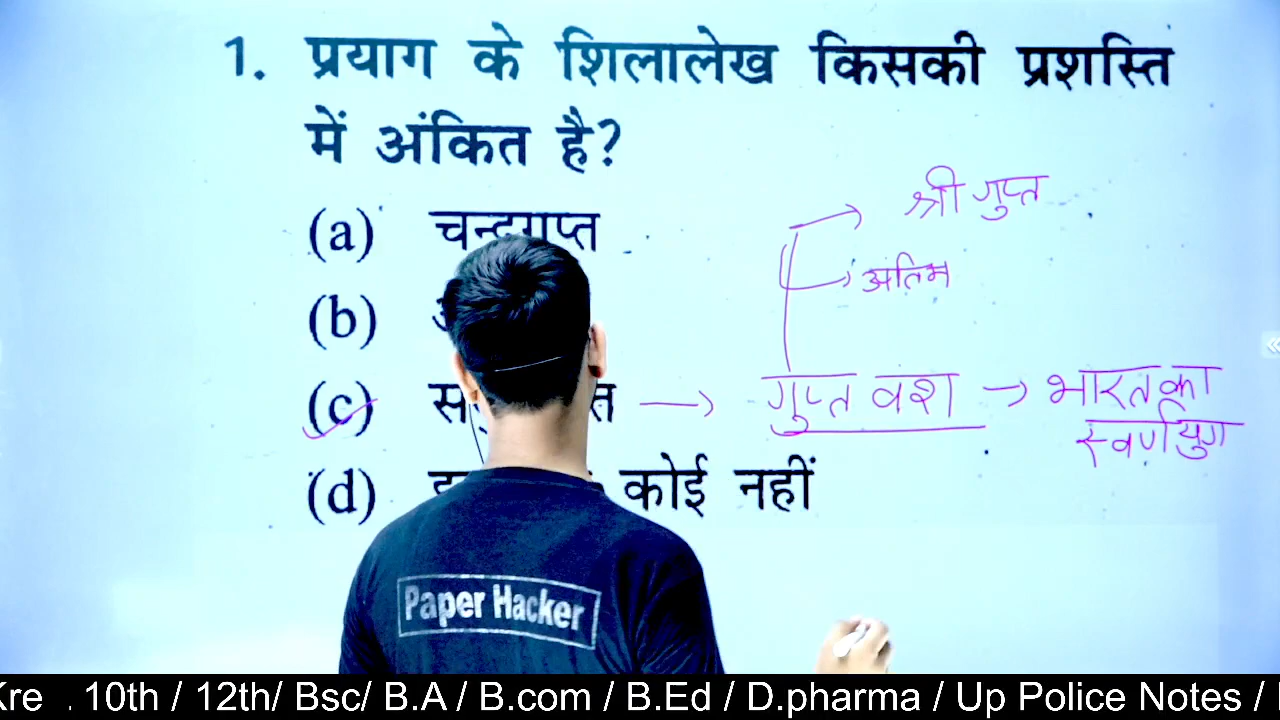 1. प्रयाग के शिलालेख किसकी प्रशस्ति
में अंकित है?
(a) चन्द्रगुप्त
(b)
(c)
(d) कोई नहीं
श्री गुप्त
अंतिम
गुप्त वंश → भारत का
स्वर्ण युग
Paper Hacker
Kre . 10th / 12th/ Bsc/ B.A / B.com / B.Ed / D.pharma / Up Police Notes /